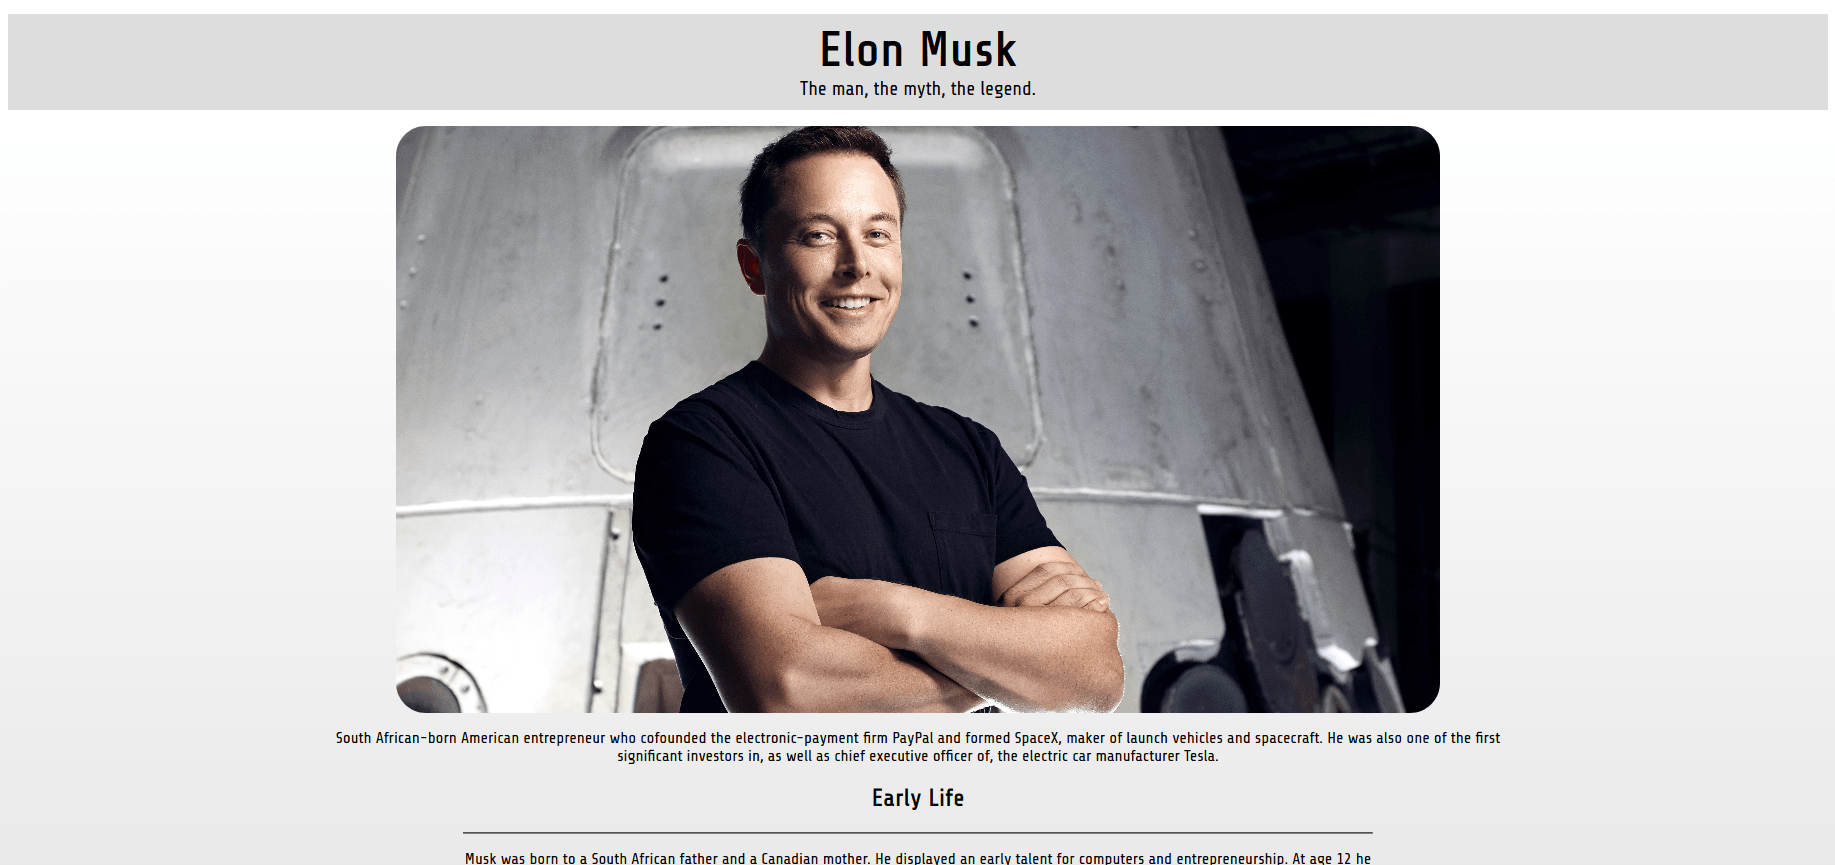 Elon Musk
The man, the myth, the legend.
South African-born American entrepreneur who cofounded the electronic-payment firm PayPal and formed SpaceX, maker of launch vehicles and spacecraft. He was also one of the first
significant investors in, as well as chief executive officer of, the electric car manufacturer Tesla.
Early Life
Musk was born to a South African father and a Canadian mother. He displayed an early talent for computers and entrepreneurship. At age 12 he